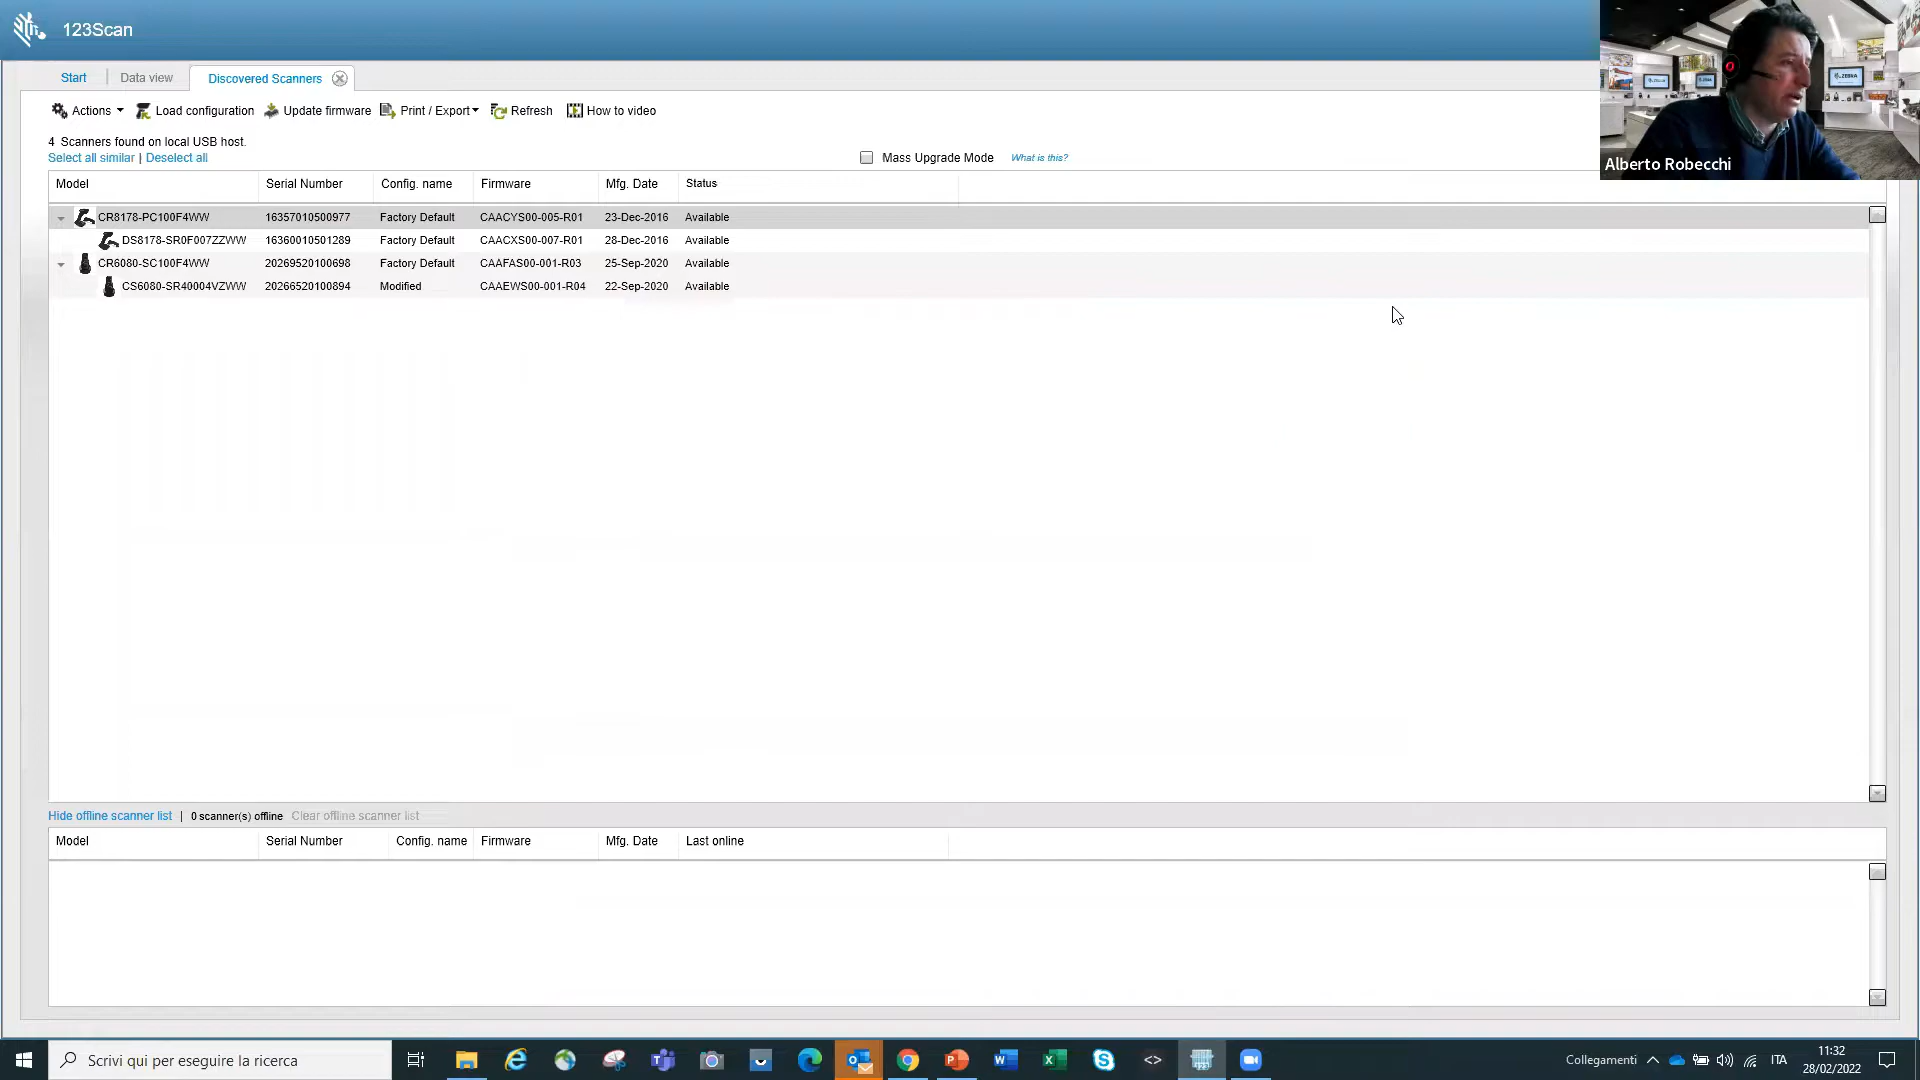 123Scan
Start
Data view
Discovered Scanners
Actions
Load configuration
Update firmware
Print / Export
Refresh
How to video
4 Scanners found on local USB host.
Select all similar | Deselect all
Mass Upgrade Mode
What is this?
Alberto Robecchi
Model Serial Number Config. name Firmware Mfg. Date Status
CR8178-PC100F4WW 16357010500977 Factory Default CAACYS00-005-R01 23-Dec-2016 Available
DS8178-SR0F007ZZWW 16360010501289 Factory Default CAACXS00-007-R01 28-Dec-2016 Available
CR6080-SC100F4WW 20269520100698 Factory Default CAAFAS00-001-R03 25-Sep-2020 Available
CS6080-SR40004VZWW 20266520100894 Modified CAAEWS00-001-R04 22-Sep-2020 Available
Hide offline scanner list | 0 scanner(s) offline Clear offline scanner list
Model Serial Number Config. name Firmware Mfg. Date Last online
Scrivi qui per eseguire la ricerca
Collegamenti
ITA
11:32
28/02/2022